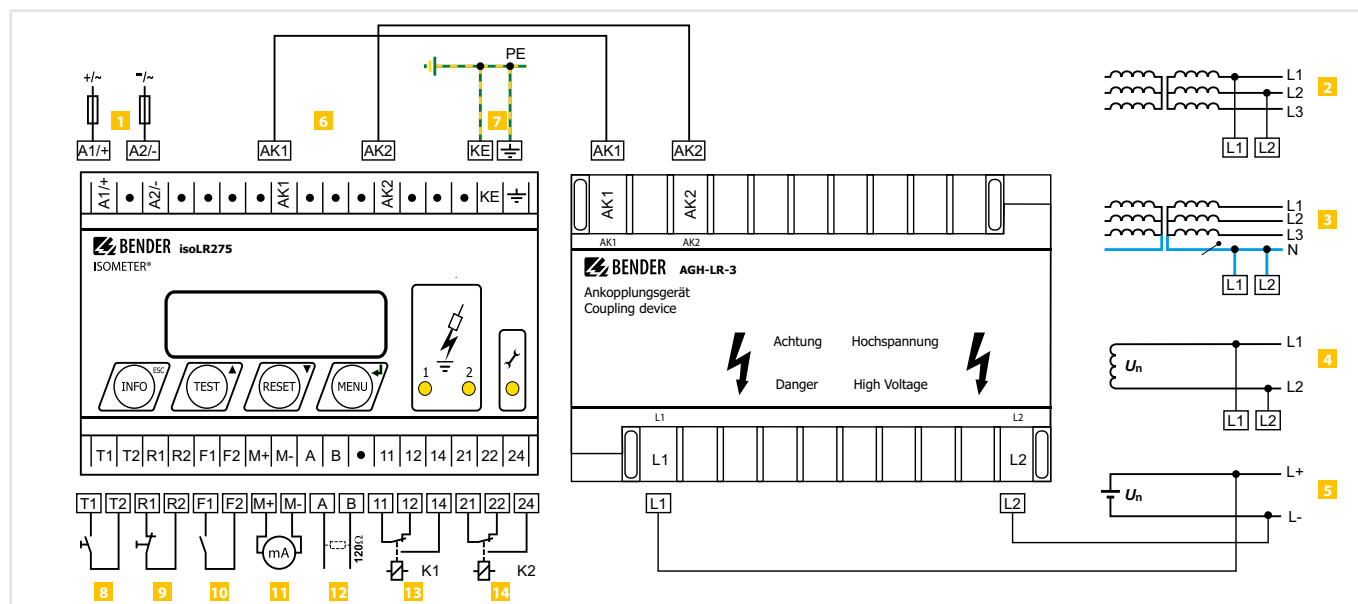 PE
+/~ -/~
1 6 7
A1/+ A2/- AK1 AK2 KE AK1 AK2
A1/+ A2/- AK1 AK2 KE
BENDER isoLR275
ISOMETER®
INFO ESC TEST RESET MENU
1 2
T1 T2 R1 R2 F1 F2 M+ M- A B 11 12 14 21 22 24
T1 T2 R1 R2 F1 F2 M+ M- A B 11 12 14 21 22 24
mA 120Ω K1 K2
8 9 10 11 12 13 14
AK1 AK2
AK1 AK2
BENDER AGH-LR-3
Ankopplungsgerät
Coupling device
Achtung Hochspannung
Danger High Voltage
L1 L2
L1 L2
L1 L2
L1
L2
L3
2
L1 L2
L1
L2
L3
N
3
L1 L2
Un
L1
L2
4
L1 L2
Un
L+
L-
5